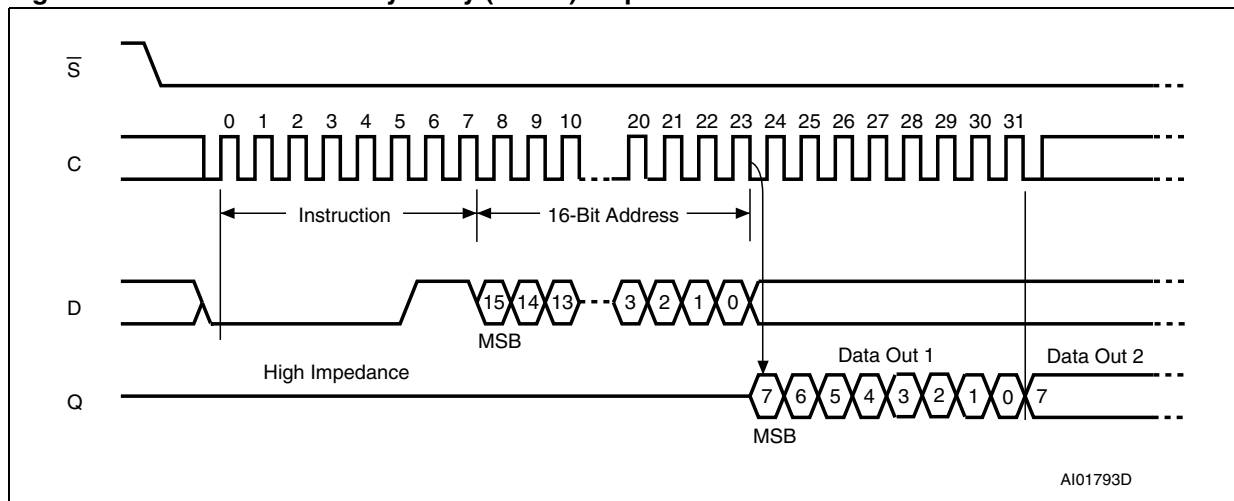 S
0 1 2 3 4 5 6 7 8 9 10 20 21 22 23 24 25 26 27 28 29 30 31
C
Instruction 16-Bit Address
D
15 14 13 3 2 1 0
MSB
High Impedance Data Out 1 Data Out 2
Q
7 6 5 4 3 2 1 0 7
MSB
AI01793D